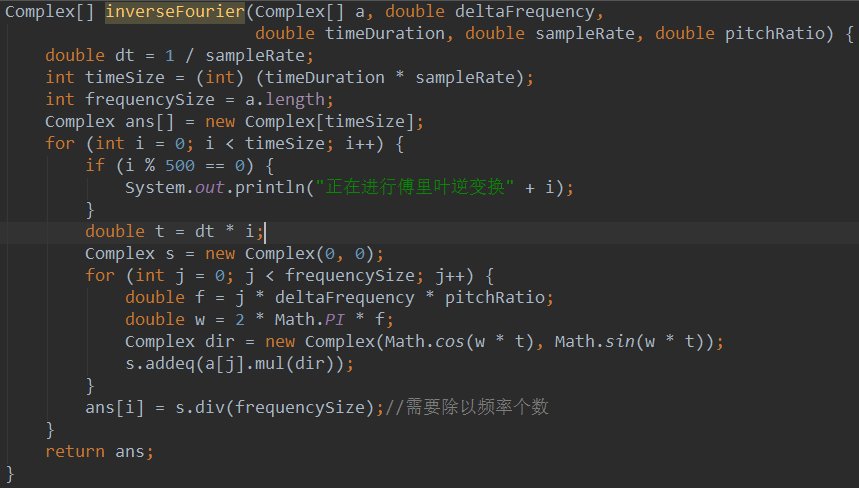 Complex[] inverseFourier(Complex[] a, double deltaFrequency,
double timeDuration, double sampleRate, double pitchRatio) {
double dt = 1 / sampleRate;
int timeSize = (int) (timeDuration * sampleRate);
int frequencySize = a.length;
Complex ans[] = new Complex[timeSize];
for (int i = 0; i < timeSize; i++) {
if (i % 500 == 0) {
System.out.println("正在进行傅里叶逆变换" + i);
}
double t = dt * i;
Complex s = new Complex(0, 0);
for (int j = 0; j < frequencySize; j++) {
double f = j * deltaFrequency * pitchRatio;
double w = 2 * Math.PI * f;
Complex dir = new Complex(Math.cos(w * t), Math.sin(w * t));
s.addeq(a[j].mul(dir));
}
ans[i] = s.div(frequencySize);//需要除以频率个数
}
return ans;
}